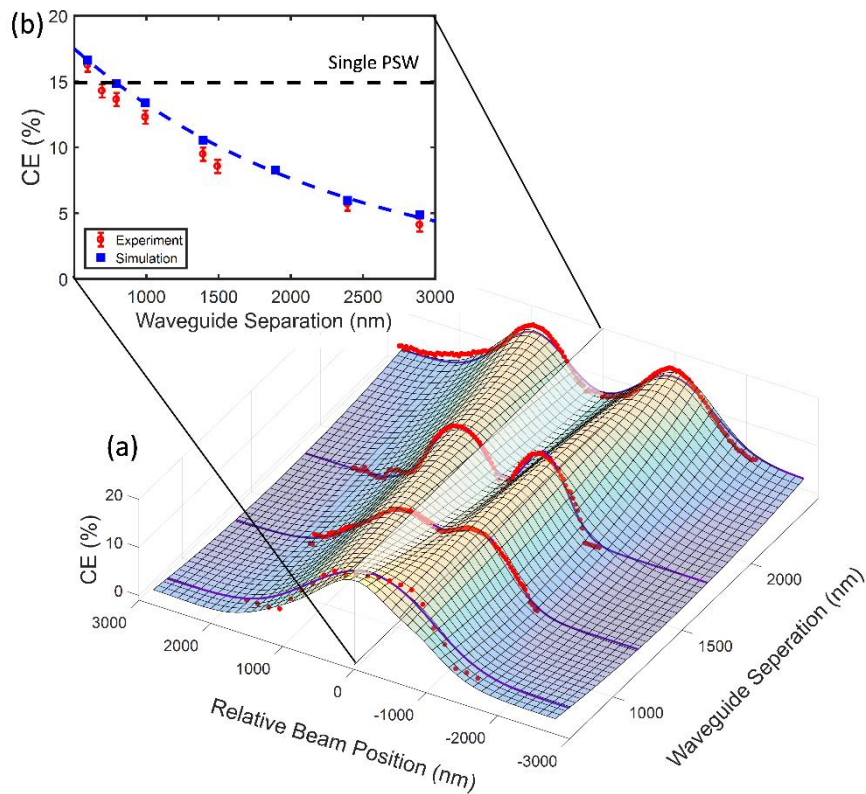 (b)
20
15
10
5
0
CE (%)
Single PSW
Experiment
Simulation
1000 1500 2000 2500 3000
Waveguide Separation (nm)
(a)
20
10
0
CE (%)
3000 2000 1000 0 -1000 -2000 -3000
Relative Beam Position (nm)
1000 1500 2000
Waveguide Seperation (nm)